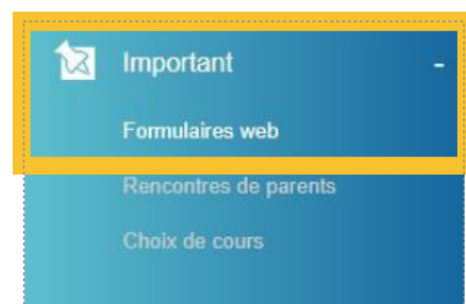 Important -
Formulaires web
Rencontres de parents
Choix de cours